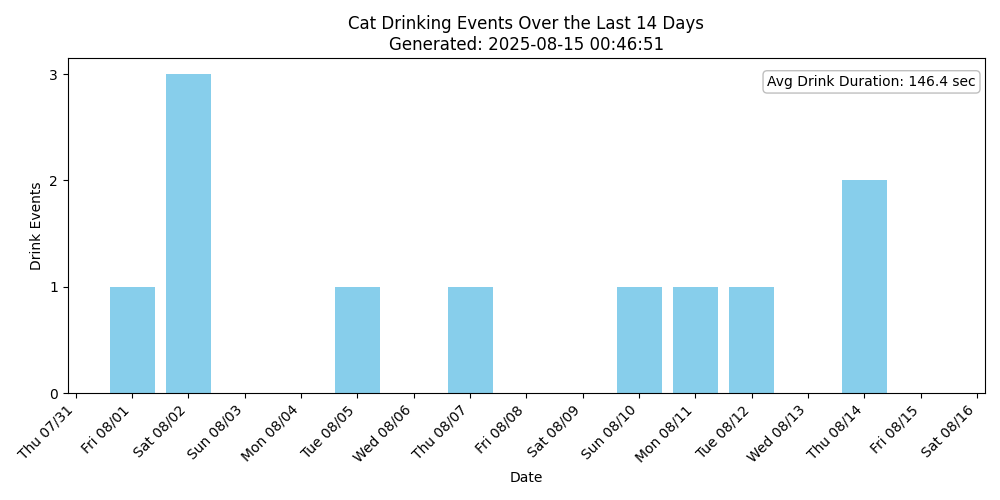 Cat Drinking Events Over the Last 14 Days
Generated: 2025-08-15 00:46:51
Avg Drink Duration: 146.4 sec
Drink Events
3
2
1
0
Thu 07/31
Fri 08/01
Sat 08/02
Sun 08/03
Mon 08/04
Tue 08/05
Wed 08/06
Thu 08/07
Fri 08/08
Sat 08/09
Sun 08/10
Mon 08/11
Tue 08/12
Wed 08/13
Thu 08/14
Fri 08/15
Sat 08/16
Date